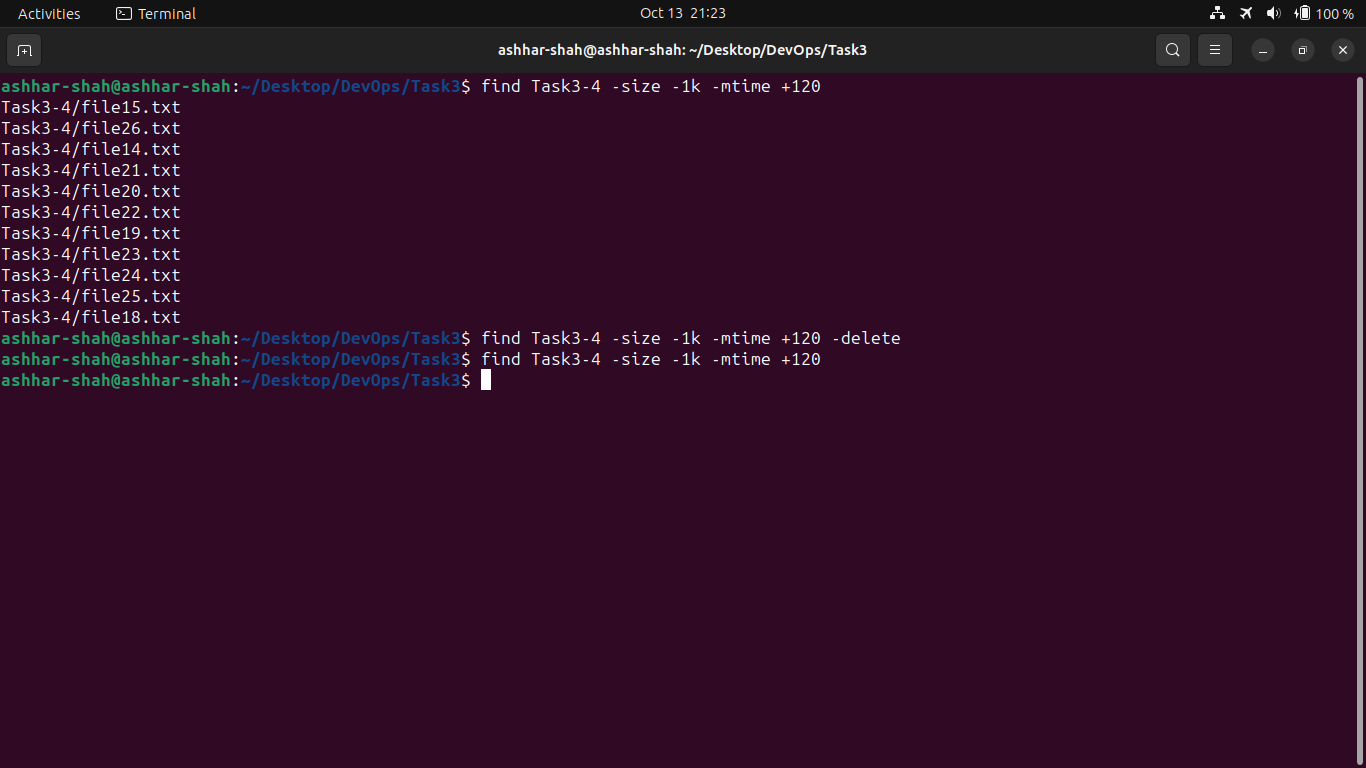 Activities Terminal Oct 13 21:23 100 %
ashhar-shah@ashhar-shah: ~/Desktop/DevOps/Task3
ashhar-shah@ashhar-shah:~/Desktop/DevOps/Task3$ find Task3-4 -size -1k -mtime +120
Task3-4/file15.txt
Task3-4/file26.txt
Task3-4/file14.txt
Task3-4/file21.txt
Task3-4/file20.txt
Task3-4/file22.txt
Task3-4/file19.txt
Task3-4/file23.txt
Task3-4/file24.txt
Task3-4/file25.txt
Task3-4/file18.txt
ashhar-shah@ashhar-shah:~/Desktop/DevOps/Task3$ find Task3-4 -size -1k -mtime +120 -delete
ashhar-shah@ashhar-shah:~/Desktop/DevOps/Task3$ find Task3-4 -size -1k -mtime +120
ashhar-shah@ashhar-shah:~/Desktop/DevOps/Task3$